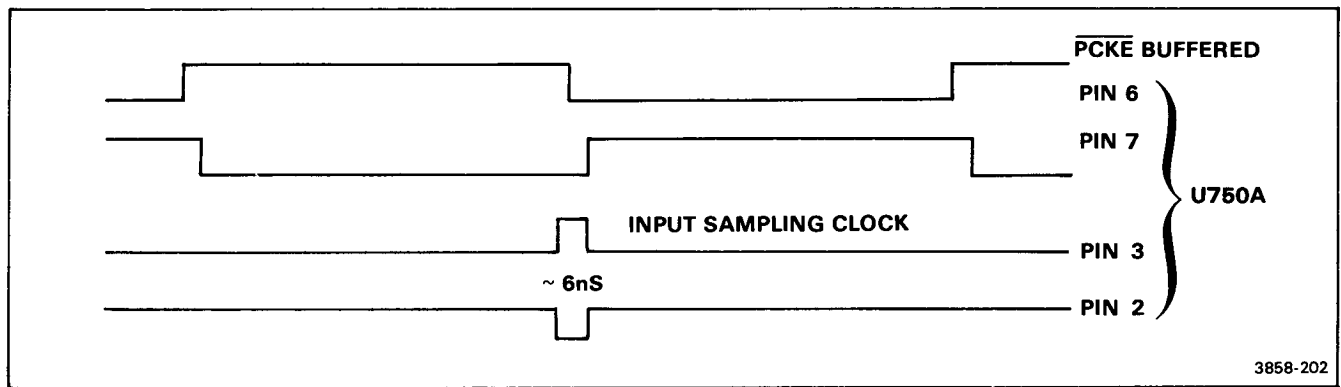 PCKE BUFFERED
PIN 6
PIN 7
U750A
INPUT SAMPLING CLOCK
PIN 3
~ 6nS
PIN 2
3858-202